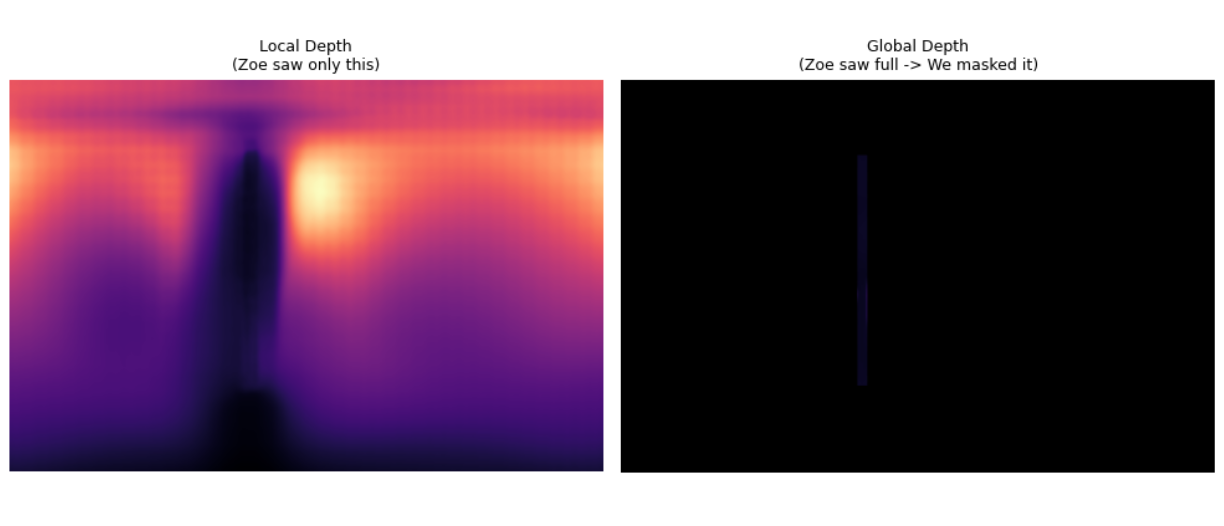 Local Depth
(Zoe saw only this)
Global Depth
(Zoe saw full -> We masked it)